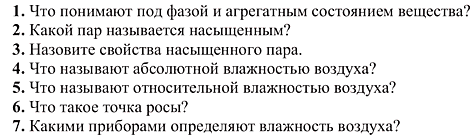 1. Что понимают под фазой и агрегатным состоянием вещества?
2. Какой пар называется насыщенным?
3. Назовите свойства насыщенного пара.
4. Что называют абсолютной влажностью воздуха?
5. Что называют относительной влажностью воздуха?
6. Что такое точка росы?
7. Какими приборами определяют влажность воздуха?